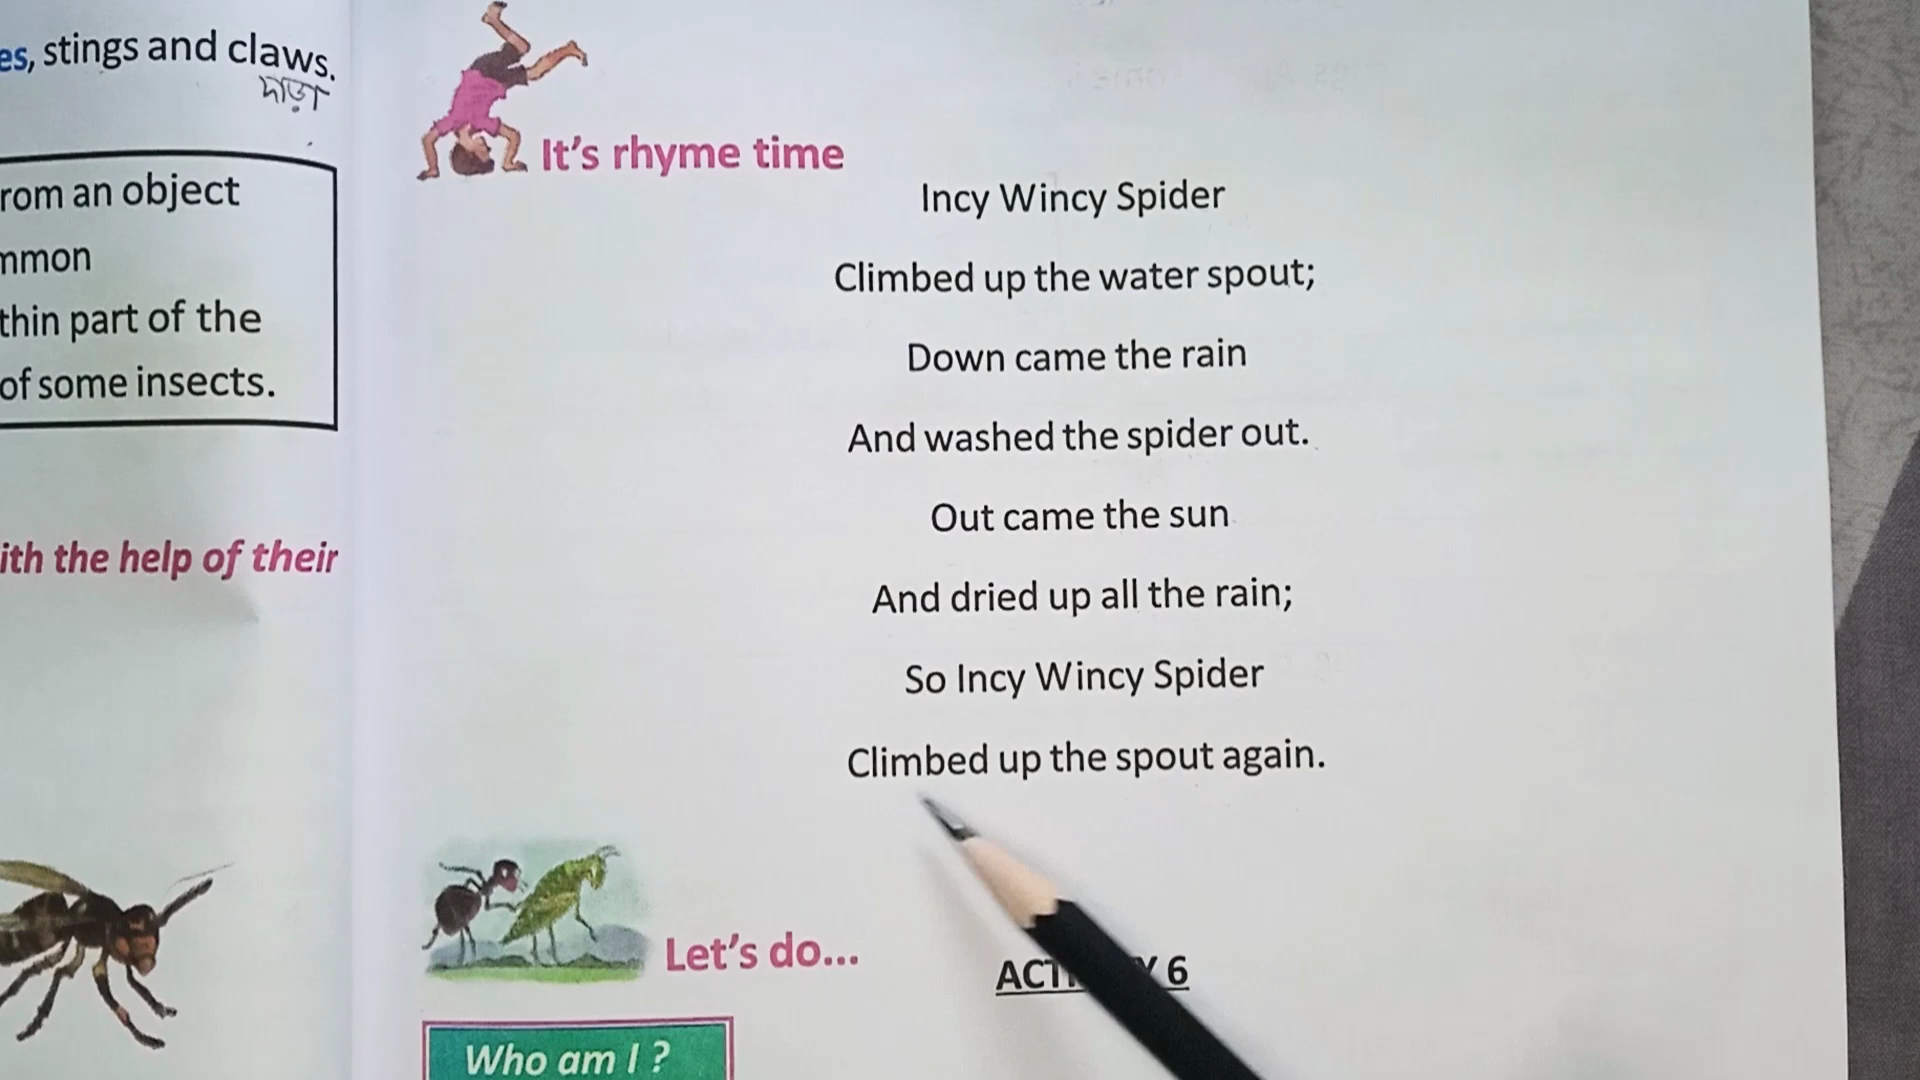 es, stings and claws.
দাড়া
rom an object
mmon
thin part of the
of some insects.
ith the help of their
It's rhyme time
Incy Wincy Spider
Climbed up the water spout;
Down came the rain
And washed the spider out.
Out came the sun
And dried up all the rain;
So Incy Wincy Spider
Climbed up the spout again.
Let's do...
6
Who am I ?